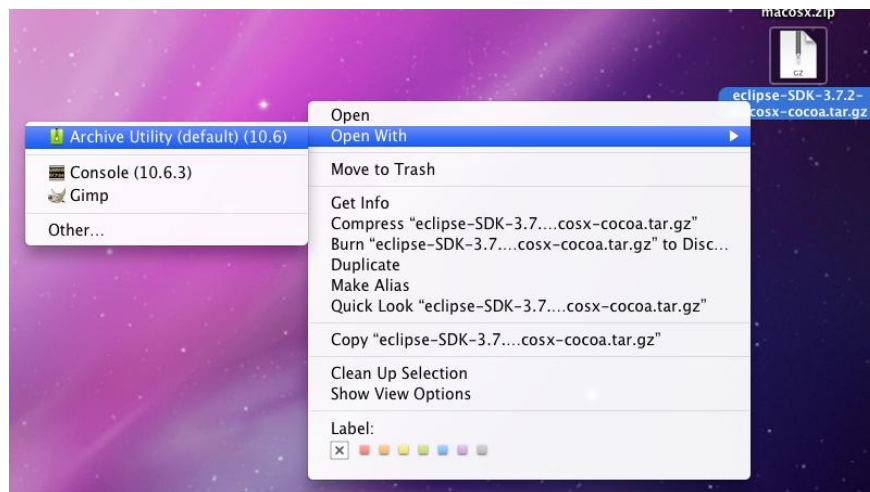 macosx.zip
GZ
eclipse-SDK-3.7.2-
cosx-cocoa.tar.gz
Open
Open With
Move to Trash
Get Info
Compress “eclipse-SDK-3.7....cosx-cocoa.tar.gz”
Burn “eclipse-SDK-3.7....cosx-cocoa.tar.gz” to Disc...
Duplicate
Make Alias
Quick Look “eclipse-SDK-3.7....cosx-cocoa.tar.gz”
Copy “eclipse-SDK-3.7....cosx-cocoa.tar.gz”
Clean Up Selection
Show View Options
Label:
Archive Utility (default) (10.6)
Console (10.6.3)
Gimp
Other...